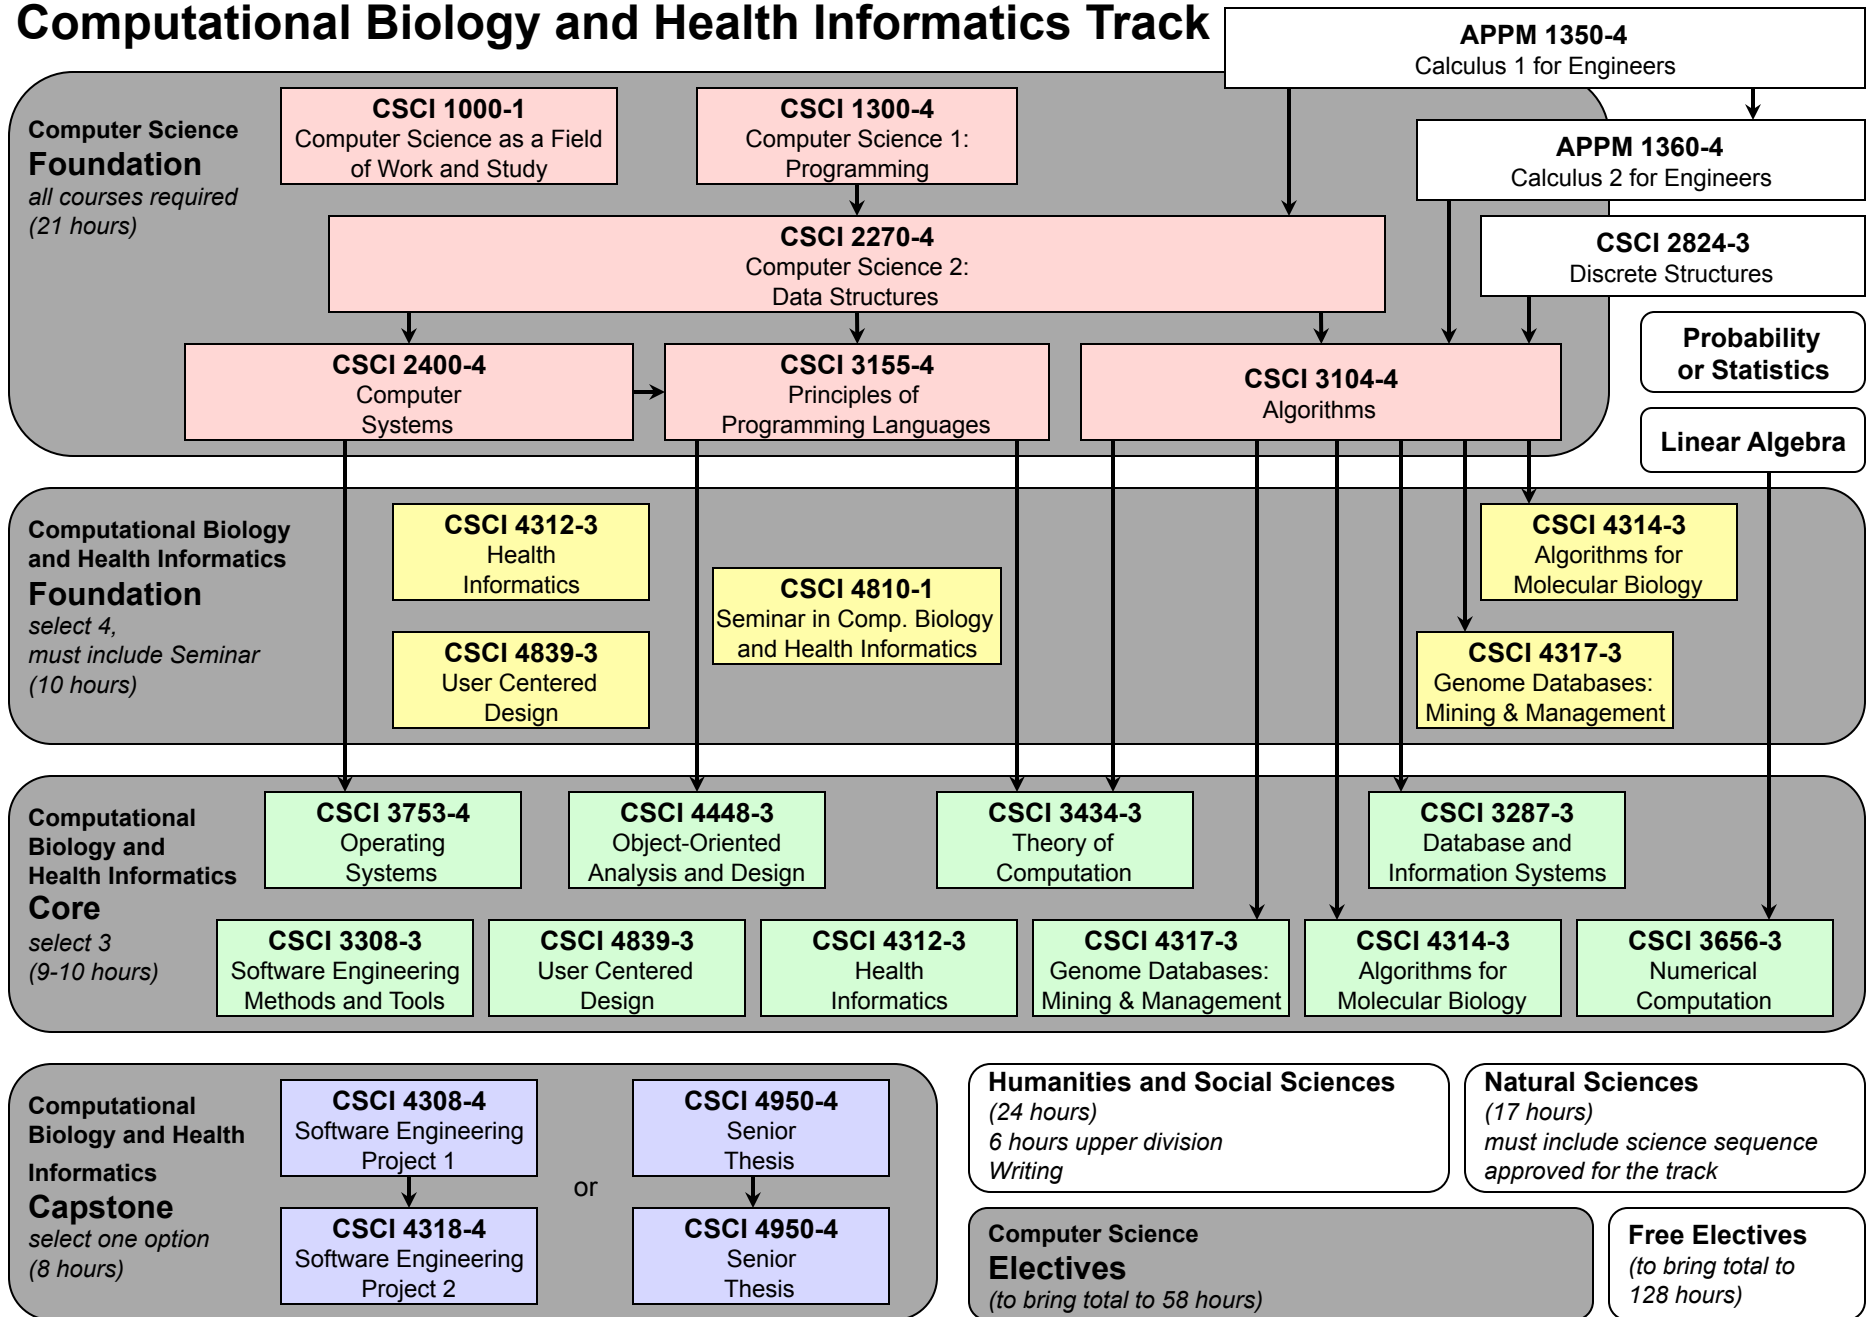 Computational Biology and Health Informatics Track
APPM 1350-4
Calculus 1 for Engineers
Computer Science
Foundation
all courses required
(21 hours)
CSCI 1000-1
Computer Science as a Field
of Work and Study
CSCI 1300-4
Computer Science 1:
Programming
APPM 1360-4
Calculus 2 for Engineers
CSCI 2270-4
Computer Science 2:
Data Structures
CSCI 2824-3
Discrete Structures
CSCI 2400-4
Computer
Systems
CSCI 3155-4
Principles of
Programming Languages
CSCI 3104-4
Algorithms
Probability
or Statistics
Linear Algebra
Computational Biology
and Health Informatics
Foundation
select 4,
must include Seminar
(10 hours)
CSCI 4312-3
Health
Informatics
CSCI 4839-3
User Centered
Design
CSCI 4810-1
Seminar in Comp. Biology
and Health Informatics
CSCI 4314-3
Algorithms for
Molecular Biology
CSCI 4317-3
Genome Databases:
Mining & Management
Computational
Biology and
Health Informatics
Core
select 3
(9-10 hours)
CSCI 3753-4
Operating
Systems
CSCI 4448-3
Object-Oriented
Analysis and Design
CSCI 3434-3
Theory of
Computation
CSCI 3287-3
Database and
Information Systems
CSCI 3308-3
Software Engineering
Methods and Tools
CSCI 4839-3
User Centered
Design
CSCI 4312-3
Health
Informatics
CSCI 4317-3
Genome Databases:
Mining & Management
CSCI 4314-3
Algorithms for
Molecular Biology
CSCI 3656-3
Numerical
Computation
Computational
Biology and Health
Informatics
Capstone
select one option
(8 hours)
CSCI 4308-4
Software Engineering
Project 1
CSCI 4318-4
Software Engineering
Project 2
or
CSCI 4950-4
Senior
Thesis
CSCI 4950-4
Senior
Thesis
Humanities and Social Sciences
(24 hours)
6 hours upper division
Writing
Natural Sciences
(17 hours)
must include science sequence
approved for the track
Computer Science
Electives
(to bring total to 58 hours)
Free Electives
(to bring total to
128 hours)